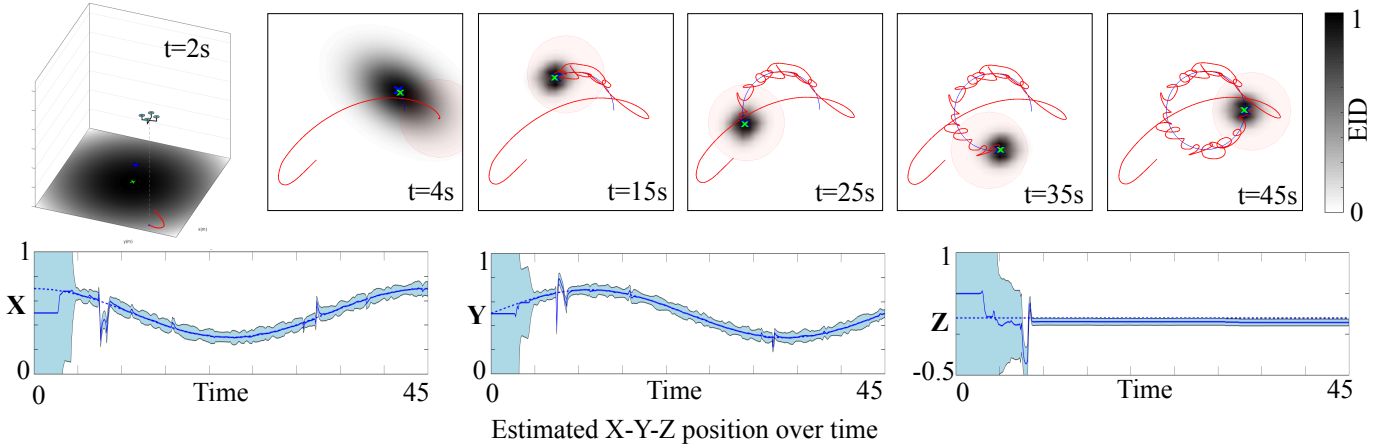 t=2s
y(m)
x(m)
t=4s
t=15s
t=25s
t=35s
t=45s
1
EID
0
1
X
0
0
Time
45
1
Y
0
0
Time
45
1
Z
-0.5
0
Time
45
Estimated X-Y-Z position over time